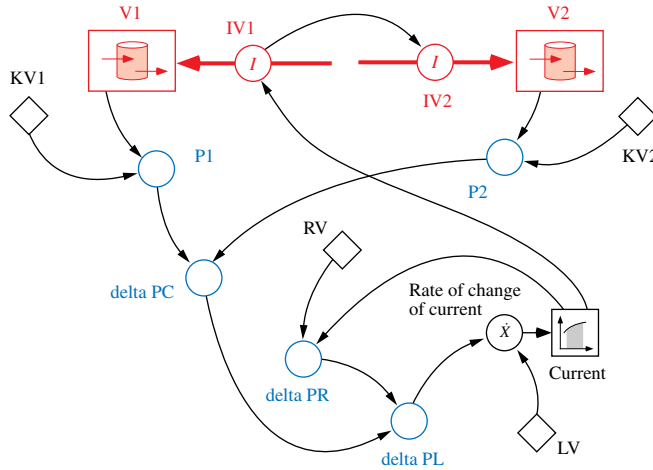 V1
IV1
V2
I
I
KV1
IV2
P1
P2
KV2
RV
delta PC
Rate of change
of current
Ẋ
delta PR
Current
delta PL
LV